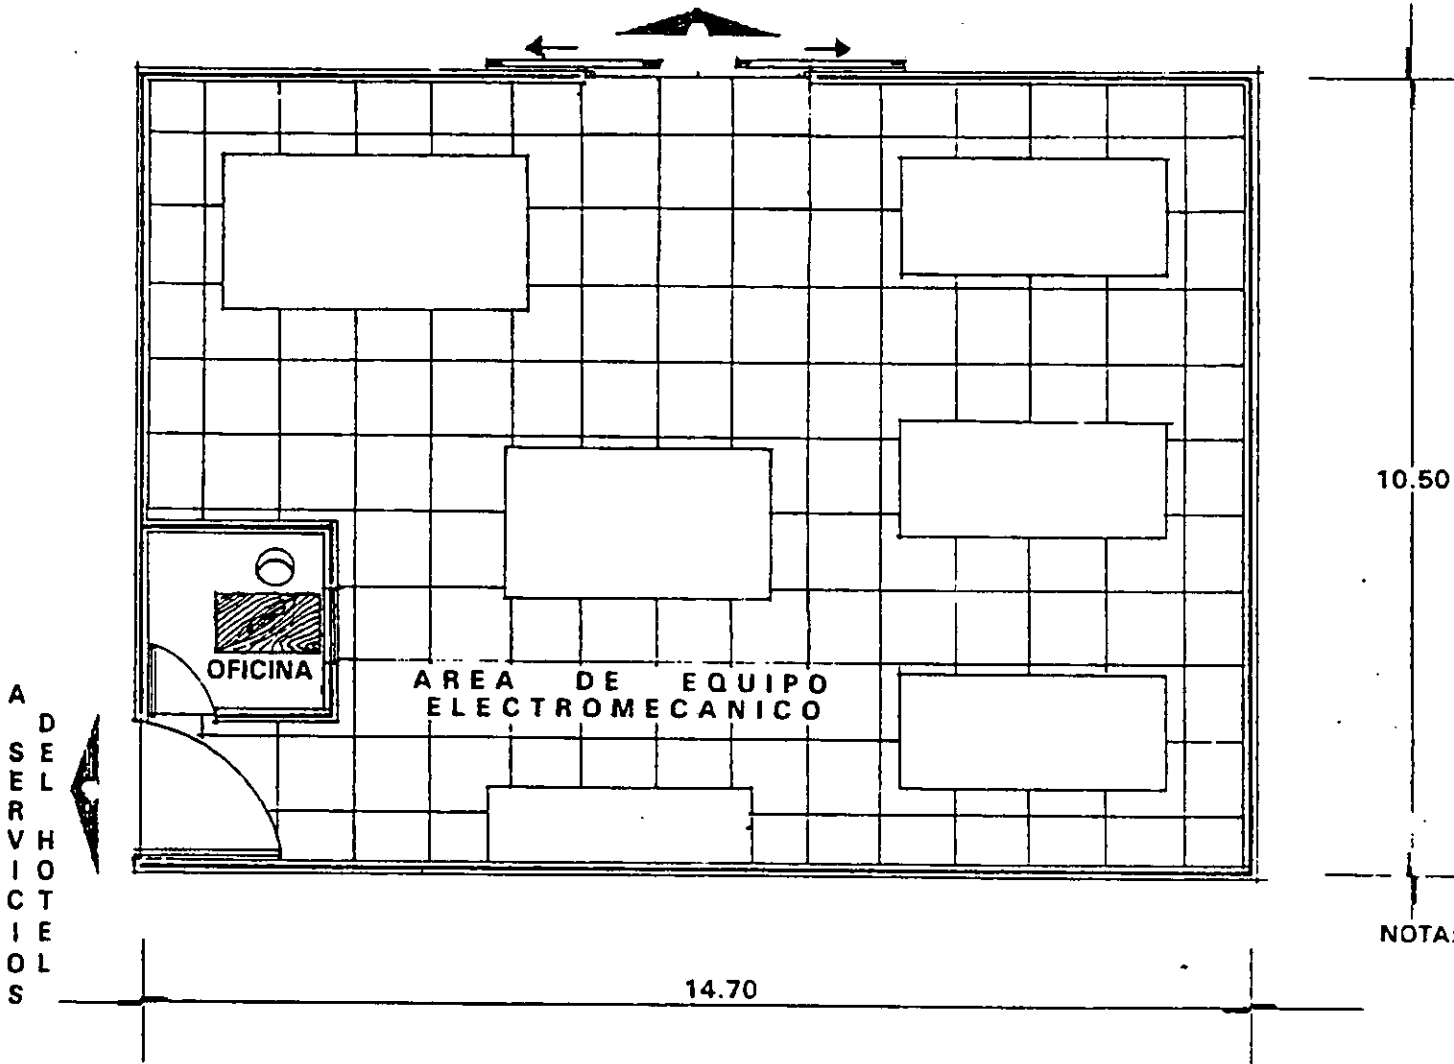 10.50
OFICINA
AREA DE EQUIPO
ELECTROMECANICO
A SERVICIOS
DEL HOTEL
NOTA:
14.70